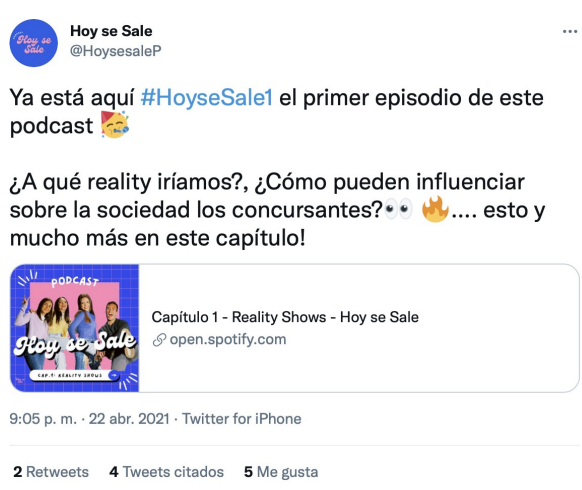 Hoy se Sale
Hoy se
Sale
@HoysesaleP
Ya está aquí #HoyseSale1 el primer episodio de este
podcast 🥳
¿A qué reality iríamos?, ¿Cómo pueden influenciar
sobre la sociedad los concursantes?👀 🔥.... esto y
mucho más en este capítulo!
PODCAST
Hoy se Sale
CAP.1: REALITY SHOWS
Capítulo 1 - Reality Shows - Hoy se Sale
open.spotify.com
9:05 p. m. · 22 abr. 2021 · Twitter for iPhone
2 Retweets 4 Tweets citados 5 Me gusta